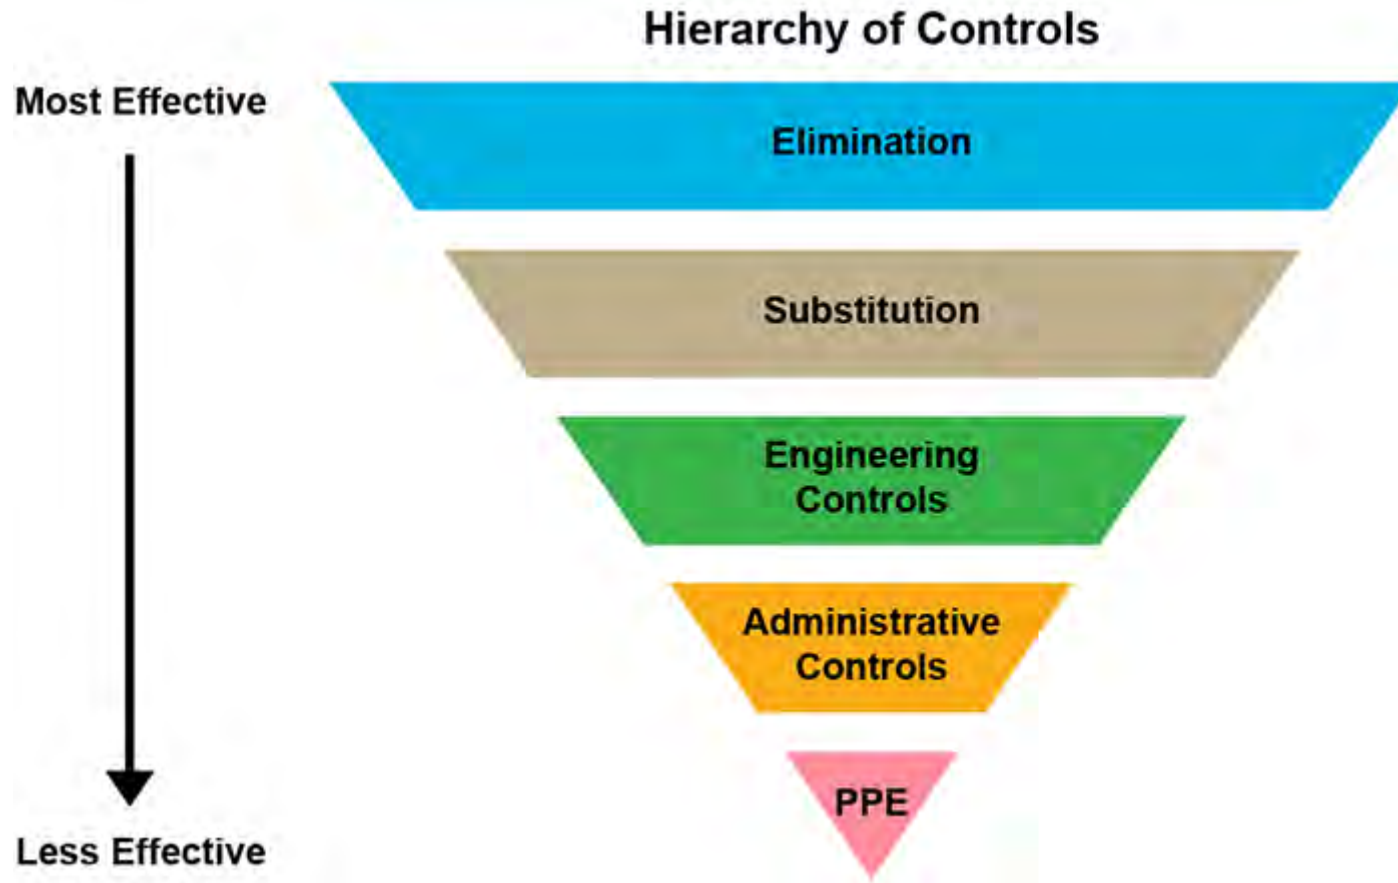 Hierarchy of Controls
Most Effective
Elimination
Substitution
Engineering
Controls
Administrative
Controls
PPE
Less Effective